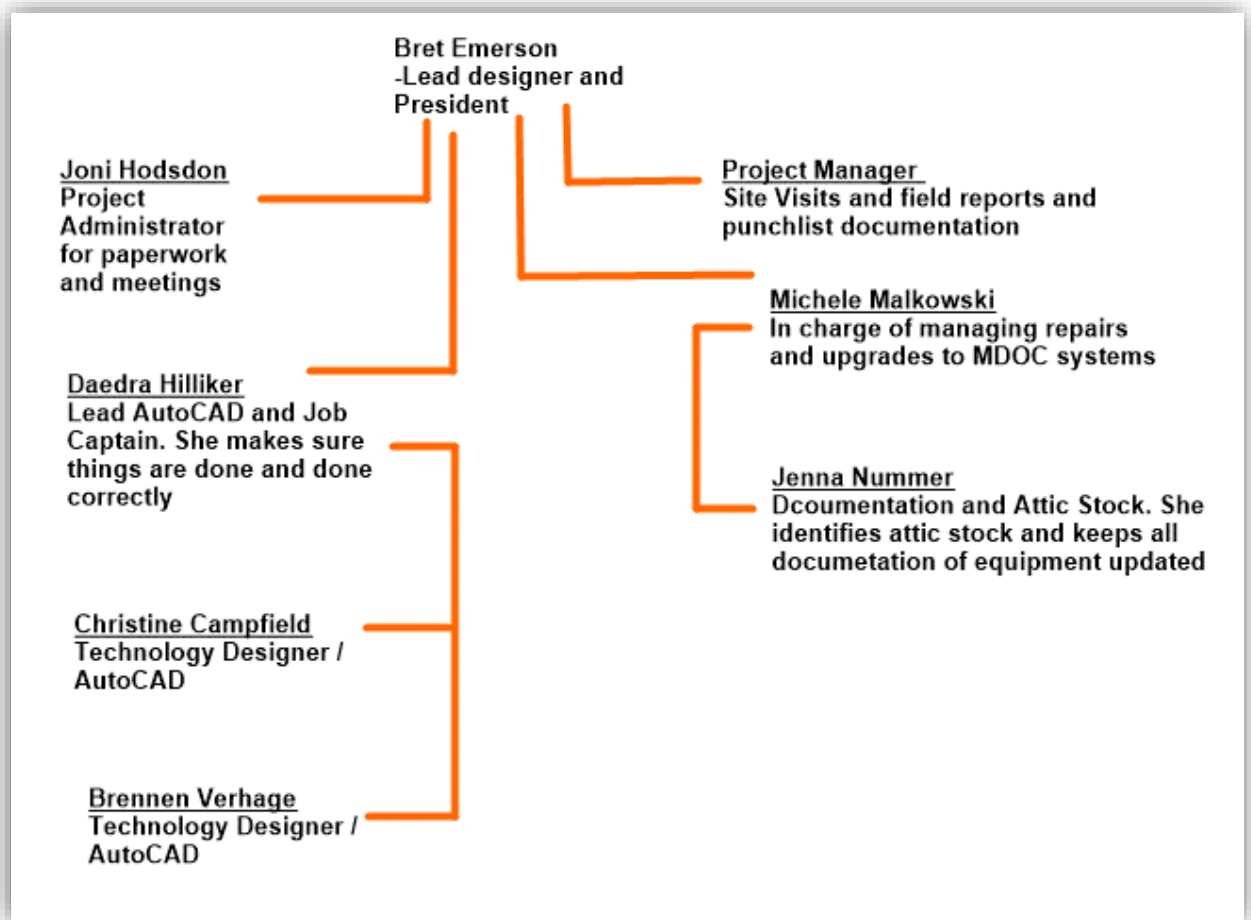 Bret Emerson
-Lead designer and
President
Joni Hodsdon
Project
Administrator
for paperwork
and meetings
Project Manager
Site Visits and field reports and
punchlist documentation
Michele Malkowski
In charge of managing repairs
and upgrades to MDOC systems
Daedra Hilliker
Lead AutoCAD and Job
Captain. She makes sure
things are done and done
correctly
Jenna Nummer
Dcoumentation and Attic Stock. She
identifies attic stock and keeps all
documetation of equipment updated
Christine Campfield
Technology Designer /
AutoCAD
Brennen Verhage
Technology Designer /
AutoCAD